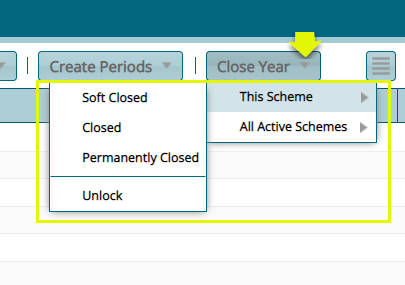 Create Periods
Close Year
Soft Closed
This Scheme
Closed
All Active Schemes
Permanently Closed
Unlock